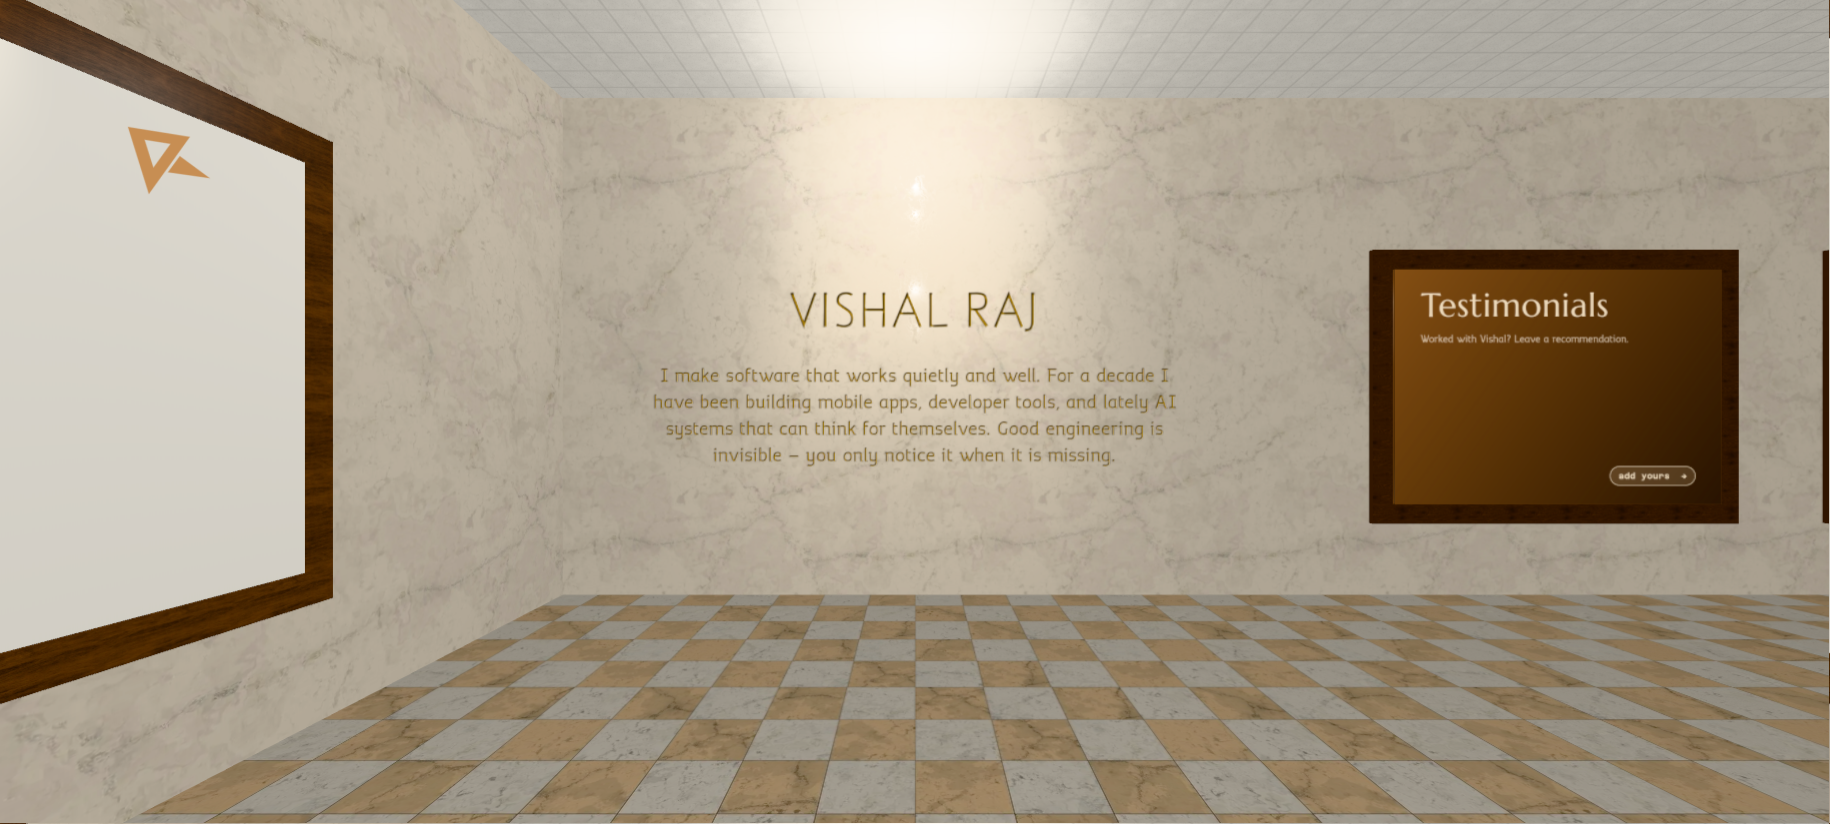 VISHAL RAJ
I make software that works quietly and well. For a decade I
have been building mobile apps, developer tools, and lately AI
systems that can think for themselves. Good engineering is
invisible – you only notice it when it is missing.
Testimonials
Worked with Vishal? Leave a recommendation.
add yours →